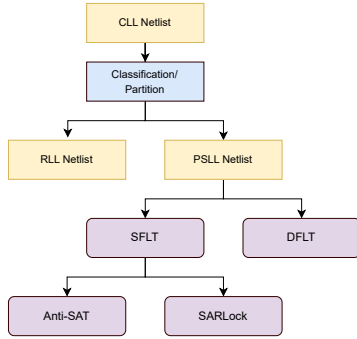 CLL Netlist
Classification/
Partition
RLL Netlist
PSLL Netlist
SFLT
DFLT
Anti-SAT
SARLock